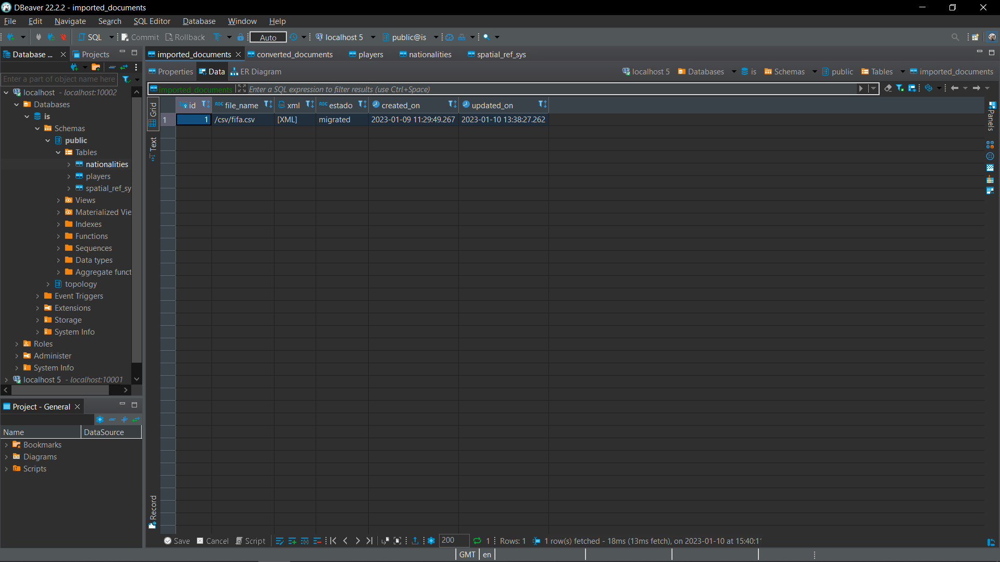 DBeaver 22.2.2 - imported_documents
File Edit Navigate Search SQL Editor Database Window Help
SQL Commit Rollback Auto localhost 5 public@is
Database ... Projects
imported_documents converted_documents players nationalities spatial_ref_sys
Properties Data ER Diagram
localhost 5 Databases is Schemas public Tables imported_documents
Enter a part of object name here
imported_documents Enter a SQL expression to filter results (use Ctrl+Space)
localhost - localhost:10002
Databases
is
Schemas
public
Tables
nationalities
players
spatial_ref_sy
Views
Materialized Vie
Indexes
Functions
Sequences
Data types
Aggregate funct
topology
Event Triggers
Extensions
Storage
System Info
Roles
Administer
System Info
localhost 5 - localhost:10001
Project - General
Name DataSource
Bookmarks
Diagrams
Scripts
Grid
Text
Record
id file_name xml estado created_on updated_on
1 1 /csv/fifa.csv [XML] migrated 2023-01-09 11:29:49.267 2023-01-10 13:38:27.262
Panels
Save Cancel Script 200 1 Rows: 1 1 row(s) fetched - 18ms (13ms fetch), on 2023-01-10 at 15:40:1
GMT en